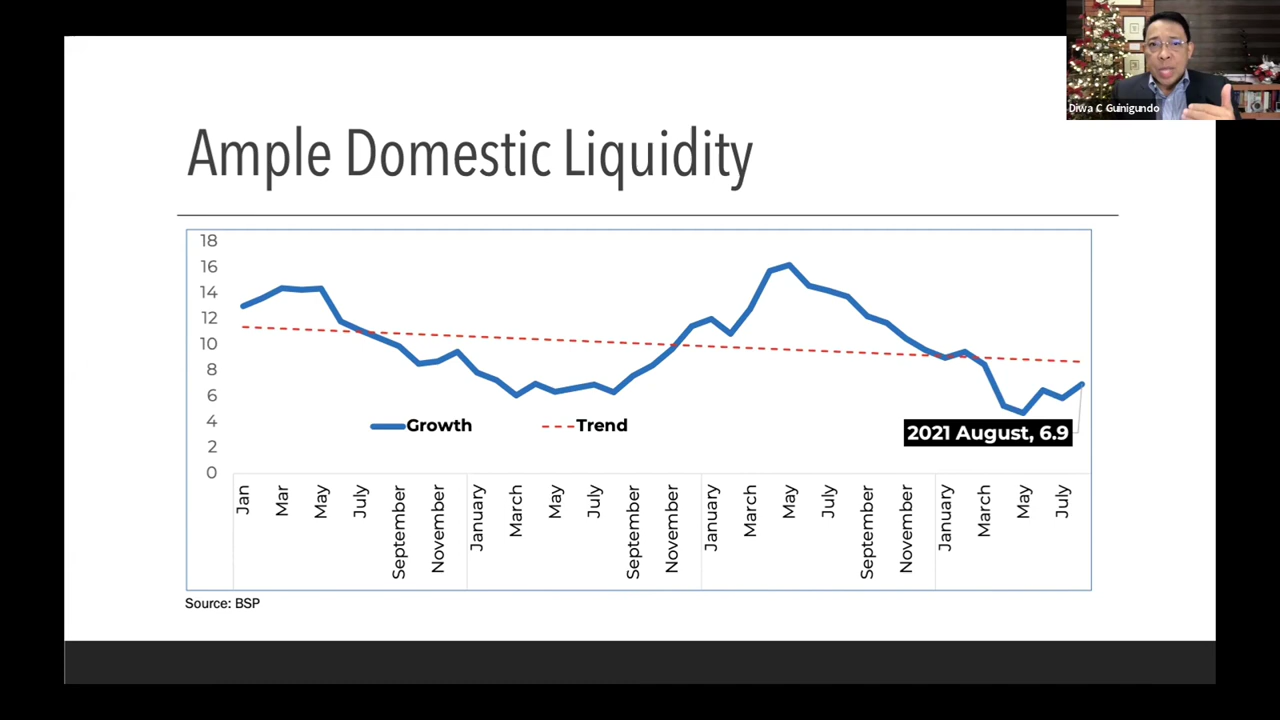 Diwa C Guinigundo
Ample Domestic Liquidity
18
16
14
12
10
8
6
4
2
0
Growth
Trend
2021 August, 6.9
Jan
Mar
May
July
September
November
January
March
May
July
September
November
January
March
May
July
September
November
January
March
May
July
Source: BSP